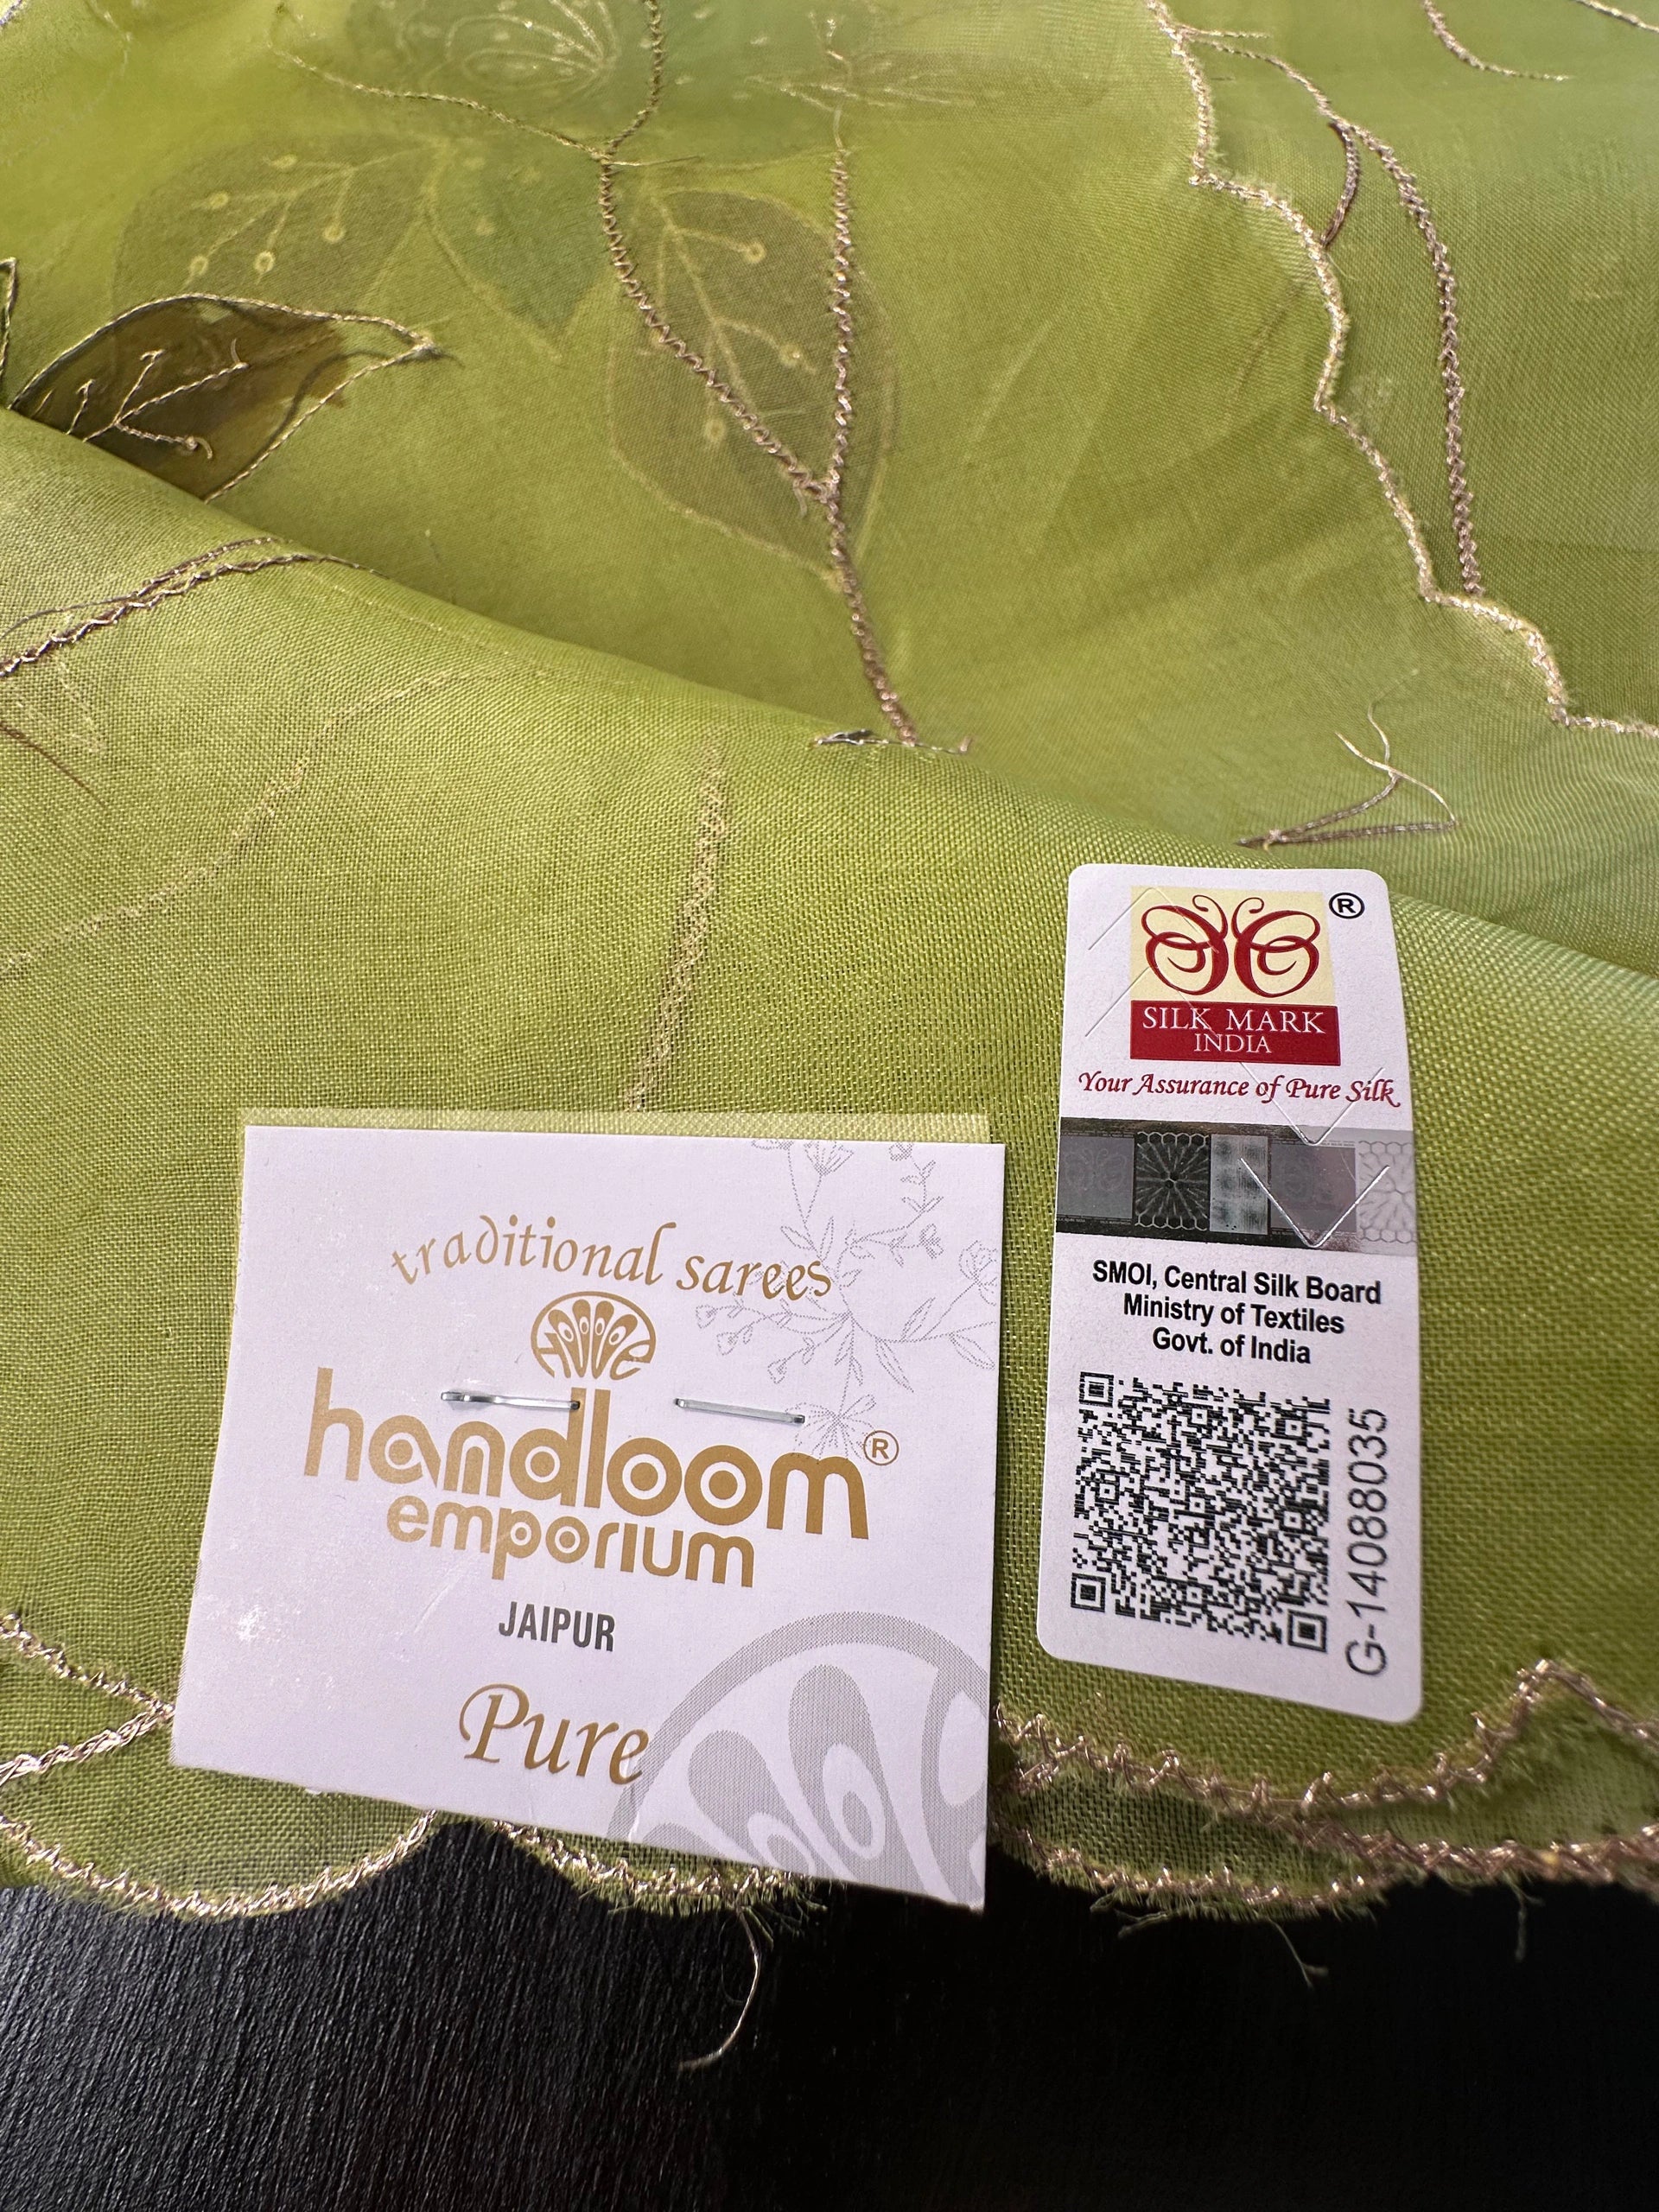 traditional sarees
handloom®
emporium
JAIPUR
Pure
®
SILK MARK
INDIA
Your Assurance of Pure Silk
SMOI, Central Silk Board
Ministry of Textiles
Govt. of India
G-14088035